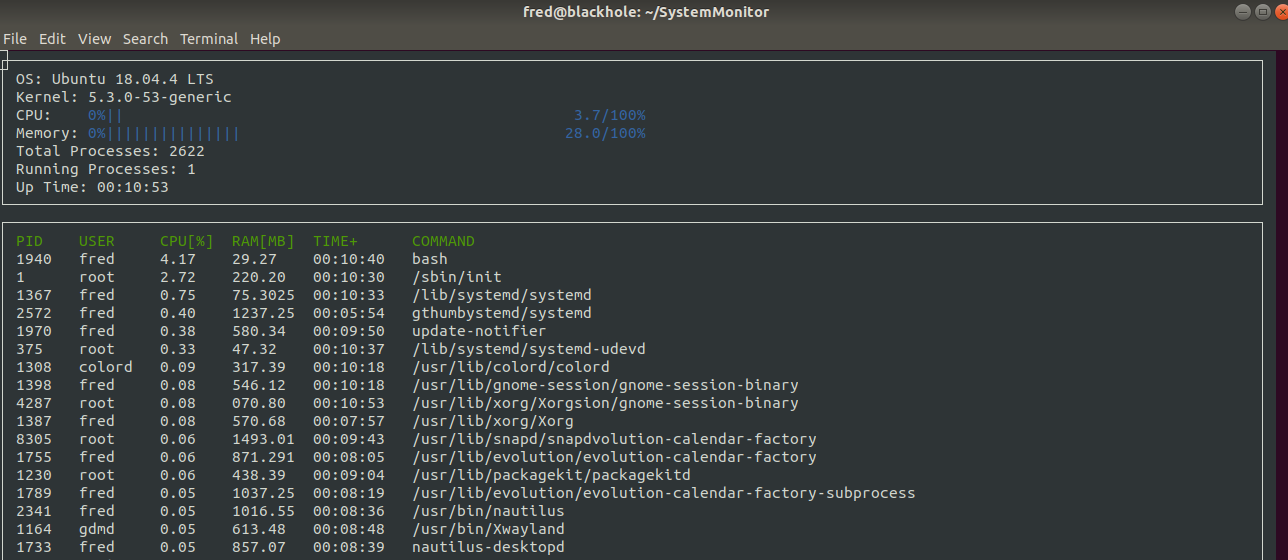 fred@blackhole: ~/SystemMonitor
File Edit View Search Terminal Help
OS: Ubuntu 18.04.4 LTS
Kernel: 5.3.0-53-generic
CPU: 0%|| 3.7/100%
Memory: 0%||||||||||||||| 28.0/100%
Total Processes: 2622
Running Processes: 1
Up Time: 00:10:53
PID USER CPU[%] RAM[MB] TIME+ COMMAND
1940 fred 4.17 29.27 00:10:40 bash
1 root 2.72 220.20 00:10:30 /sbin/init
1367 fred 0.75 75.3025 00:10:33 /lib/systemd/systemd
2572 fred 0.40 1237.25 00:05:54 gthumbystemd/systemd
1970 fred 0.38 580.34 00:09:50 update-notifier
375 root 0.33 47.32 00:10:37 /lib/systemd/systemd-udevd
1308 colord 0.09 317.39 00:10:18 /usr/lib/colord/colord
1398 fred 0.08 546.12 00:10:18 /usr/lib/gnome-session/gnome-session-binary
4287 root 0.08 070.80 00:10:53 /usr/lib/xorg/Xorgsion/gnome-session-binary
1387 fred 0.08 570.68 00:07:57 /usr/lib/xorg/Xorg
8305 root 0.06 1493.01 00:09:43 /usr/lib/snapd/snapdvolution-calendar-factory
1755 fred 0.06 871.291 00:08:05 /usr/lib/evolution/evolution-calendar-factory
1230 root 0.06 438.39 00:09:04 /usr/lib/packagekit/packagekitd
1789 fred 0.05 1037.25 00:08:19 /usr/lib/evolution/evolution-calendar-factory-subprocess
2341 fred 0.05 1016.55 00:08:36 /usr/bin/nautilus
1164 gdmd 0.05 613.48 00:08:48 /usr/bin/Xwayland
1733 fred 0.05 857.07 00:08:39 nautilus-desktopd